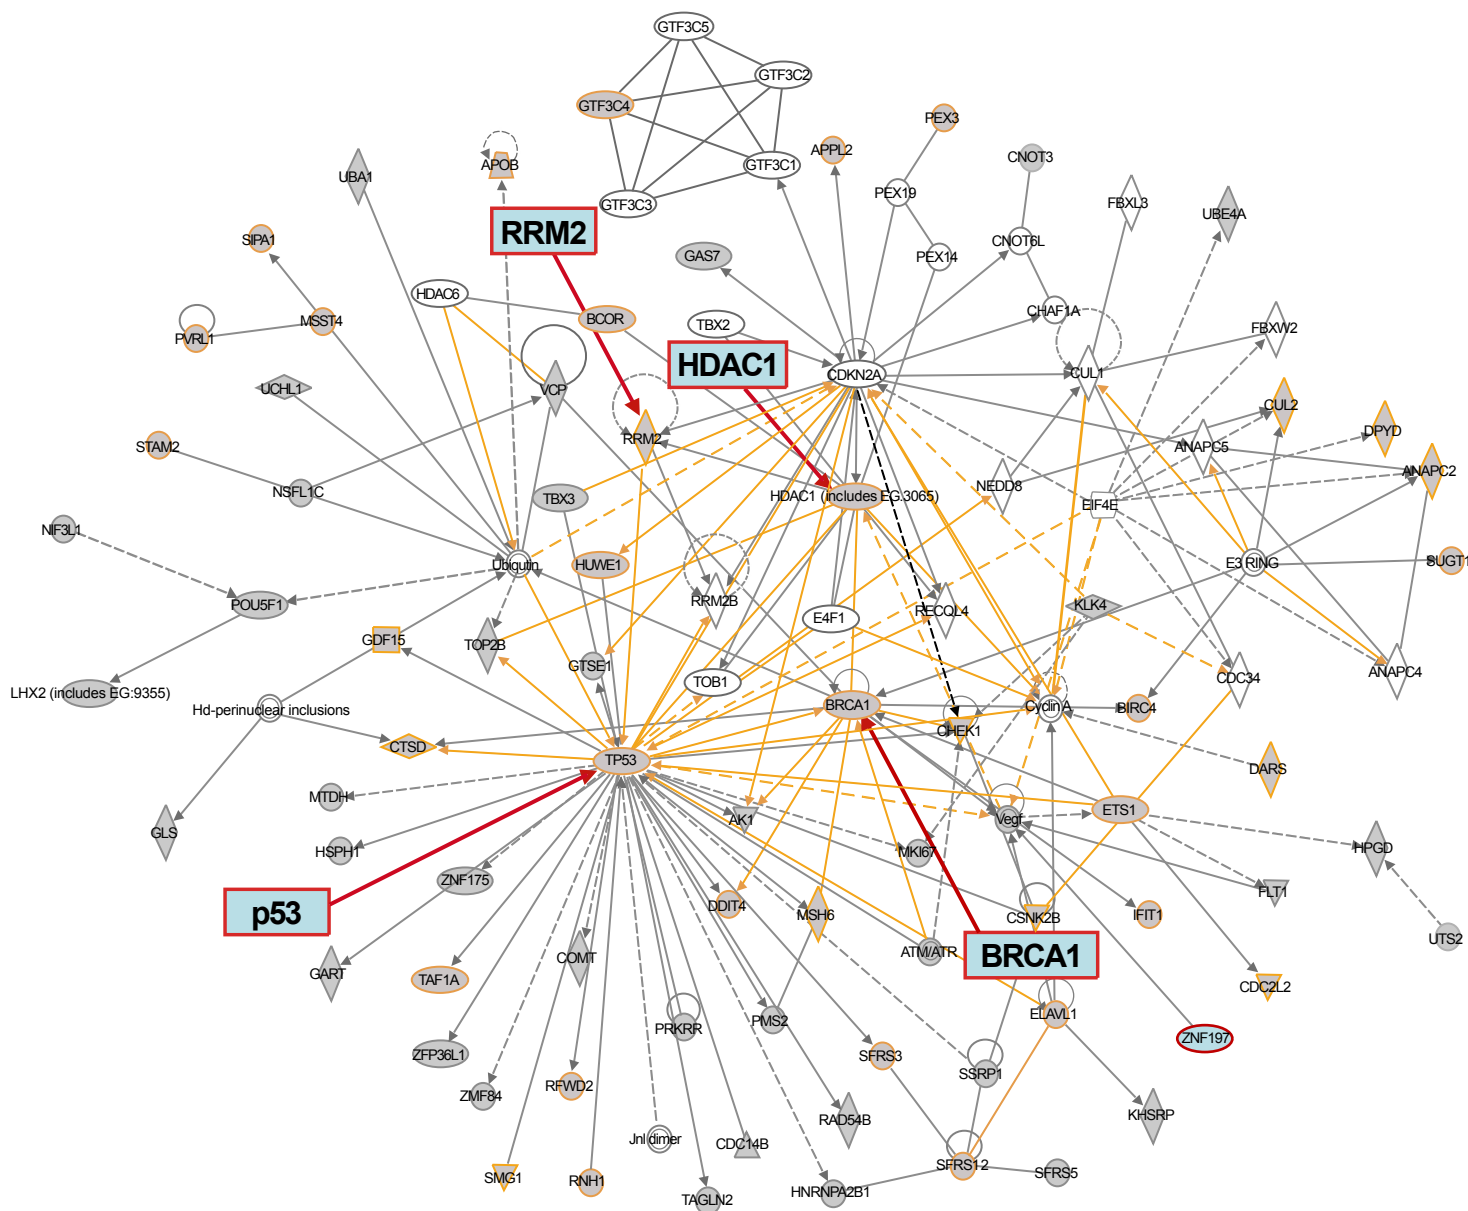 GTF3C5
GTF3C2
GTF3C4
PEX3
APPL2
CNOT3
APOB
GTF3C1
UBA1
PEX19
FBXL3
GTF3C3
UBE4A
RRM2
SIPA1
CNOT6L
GAS7
PEX14
HDAC6
CHAF1A
MSST4
BCOR
TBX2
FBXW2
PVRL1
HDAC1
CDKN2A
CUL1
UCHL1
VCP
CUL2
RRM2
DPYD
STAM2
ANAPC5
ANAPC2
NSFL1C
TBX3
HDAC1 (includes EG:3065)
NEDD8
EIF4E
NIF3L1
Ubiqutin
HUWE1
E3 RING
SUGT1
RRM2B
RECQL4
KLK4
POU5F1
E4F1
GDF15
TOP2B
GTSE1
ANAPC4
CDC34
TOB1
LHX2 (includes EG:9355)
Hd-perinuclear inclusions
BRCA1
Cyclin A
BIRC4
CHEK1
CTSD
TP53
DARS
MTDH
AK1
Vegf
ETS1
GLS
HSPH1
MKI67
HPGD
ZNF175
FLT1
p53
DDIT4
MSH6
CSNK2B
IFIT1
UTS2
COMT
ATM/ATR
BRCA1
GART
TAF1A
CDC2L2
PRKRR
PMS2
ELAVL1
ZNF197
ZFP36L1
SFRS3
SSRP1
RFWD2
ZMF84
KHSRP
RAD54B
Jnl dimer
CDC14B
SMG1
RNH1
SFRS12
SFRS5
HNRNPA2B1
TAGLN2